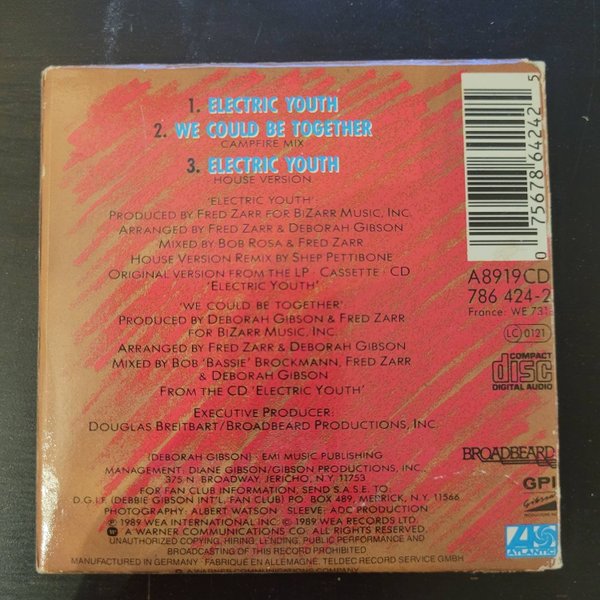 1. ELECTRIC YOUTH
2. WE COULD BE TOGETHER
CAMPFIRE MIX
3. ELECTRIC YOUTH
HOUSE VERSION
'ELECTRIC YOUTH':
PRODUCED BY FRED ZARR FOR BIZARR MUSIC, INC.
ARRANGED BY FRED ZARR & DEBORAH GIBSON
MIXED BY BOB ROSA & FRED ZARR
HOUSE VERSION REMIX BY SHEP PETTIBONE
ORIGINAL VERSION FROM THE LP · CASSETTE · CD
'ELECTRIC YOUTH'
'WE COULD BE TOGETHER':
PRODUCED BY DEBORAH GIBSON & FRED ZARR
FOR BIZARR MUSIC, INC.
ARRANGED BY FRED ZARR & DEBORAH GIBSON
MIXED BY BOB 'BASSIE' BROCKMANN, FRED ZARR
& DEBORAH GIBSON
FROM THE CD 'ELECTRIC YOUTH'
EXECUTIVE PRODUCER:
DOUGLAS BREITBART/BROADBEARD PRODUCTIONS, INC.
(DEBORAH GIBSON) : EMI MUSIC PUBLISHING
MANAGEMENT: DIANE GIBSON/GIBSON PRODUCTIONS, INC.,
375 N. BROADWAY, JERICHO, N.Y. 11753
FOR FAN CLUB INFORMATION, SEND S.A.S.E. TO
D.G.I.F. (DEBBIE GIBSON INT'L. FAN CLUB) PO. BOX 489, MERRICK, N.Y. 11566
PHOTOGRAPHY : ALBERT WATSON · SLEEVE: ADC PRODUCTION
℗ 1989 WEA INTERNATIONAL INC. © 1989 WEA RECORDS LTD.
A WARNER COMMUNICATIONS CO. ALL RIGHTS RESERVED.
UNAUTHORIZED COPYING, HIRING, LENDING, PUBLIC PERFORMANCE AND
BROADCASTING OF THIS RECORD PROHIBITED
MANUFACTURED IN GERMANY · FABRIQUÉ EN ALLEMAGNE. TELDEC RECORD SERVICE GMBH
A WARNER COMMUNICATIONS COMPANY
0 75678 64242 5
A8919CD
786 424-2
France: WE 731
LC 0121
COMPACT
disc
DIGITAL AUDIO
BROADBEARD
GPI
Gibson
ATLANTIC